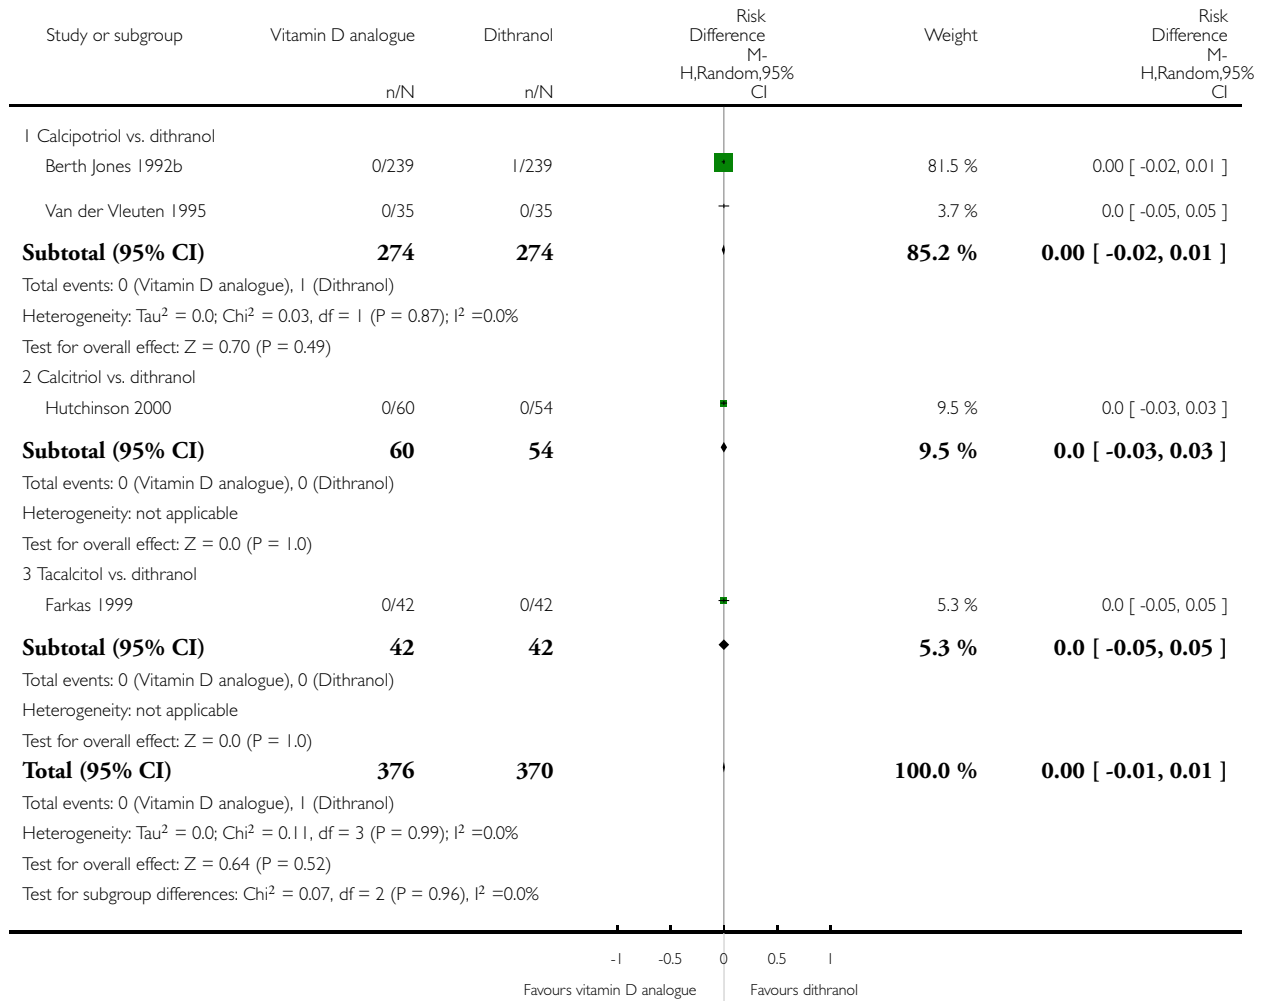 Study or subgroup Vitamin D analogue Dithranol Risk Difference Weight Risk Difference
n/N n/N M-H,Random,95% CI M-H,Random,95% CI
1 Calcipotriol vs. dithranol
Berth Jones 1992b 0/239 1/239 81.5 % 0.00 [ -0.02, 0.01 ]
Van der Vleuten 1995 0/35 0/35 3.7 % 0.0 [ -0.05, 0.05 ]
Subtotal (95% CI) 274 274 85.2 % 0.00 [ -0.02, 0.01 ]
Total events: 0 (Vitamin D analogue), 1 (Dithranol)
Heterogeneity: Tau² = 0.0; Chi² = 0.03, df = 1 (P = 0.87); I² =0.0%
Test for overall effect: Z = 0.70 (P = 0.49)
2 Calcitriol vs. dithranol
Hutchinson 2000 0/60 0/54 9.5 % 0.0 [ -0.03, 0.03 ]
Subtotal (95% CI) 60 54 9.5 % 0.0 [ -0.03, 0.03 ]
Total events: 0 (Vitamin D analogue), 0 (Dithranol)
Heterogeneity: not applicable
Test for overall effect: Z = 0.0 (P = 1.0)
3 Tacalcitol vs. dithranol
Farkas 1999 0/42 0/42 5.3 % 0.0 [ -0.05, 0.05 ]
Subtotal (95% CI) 42 42 5.3 % 0.0 [ -0.05, 0.05 ]
Total events: 0 (Vitamin D analogue), 0 (Dithranol)
Heterogeneity: not applicable
Test for overall effect: Z = 0.0 (P = 1.0)
Total (95% CI) 376 370 100.0 % 0.00 [ -0.01, 0.01 ]
Total events: 0 (Vitamin D analogue), 1 (Dithranol)
Heterogeneity: Tau² = 0.0; Chi² = 0.11, df = 3 (P = 0.99); I² =0.0%
Test for overall effect: Z = 0.64 (P = 0.52)
Test for subgroup differences: Chi² = 0.07, df = 2 (P = 0.96), I² =0.0%
-1 -0.5 0 0.5 1
Favours vitamin D analogue Favours dithranol